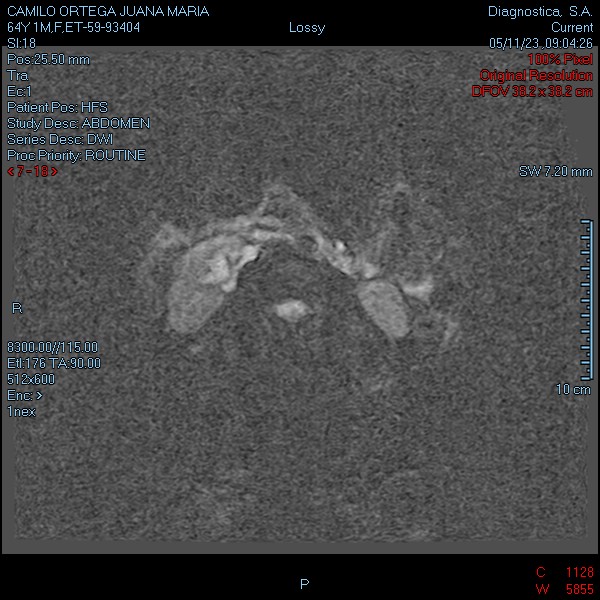 CAMILO ORTEGA JUANA MARIA
64Y 1M,F,ET-59-93404
SI:18
Pos:25.50 mm
Tra
Ec:1
Patient Pos: HFS
Study Desc: ABDOMEN
Series Desc: DWI
Proc Priority: ROUTINE
< 7 - 18 >
Lossy
Diagnostica, S.A.
Current
05/11/23 ,09:04:26
100% Pixel
Original Resolution
DFOV 38.2 x 38.2 cm
SW 7.20 mm
R
8300.00//115.00
Etl:176 TA:90.00
512x600
Enc: >
1nex
10 cm
P
C 1128
W 5855